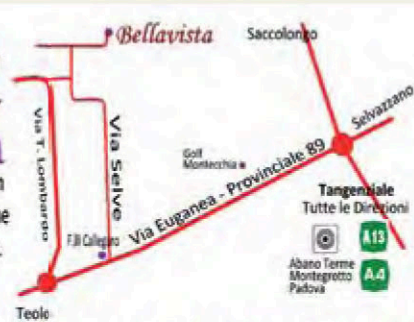 Bellavista
Saccolongo
Selvazzano
Via T. Lombardo
Via Selve
Golf
Montecchia
Via Euganea - Provinciale 89
Tangenziale
Tutte le Direzioni
A13
Abano Terme
Montegrotto
Padova
A4
F.lli Callegaro
Teolo